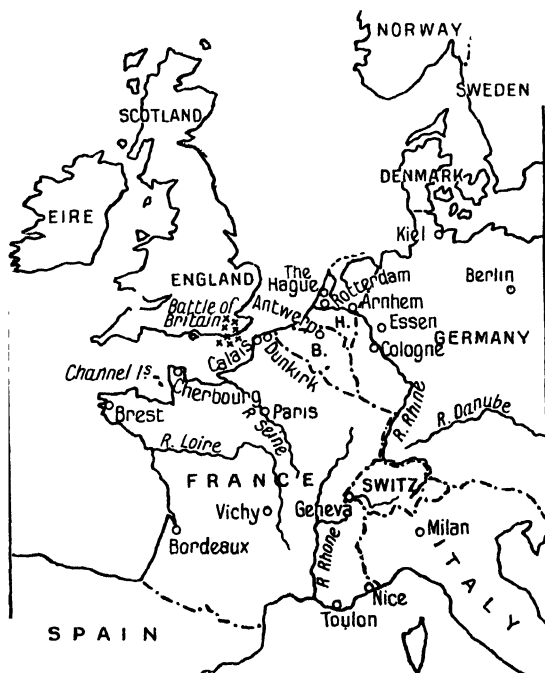 NORWAY
SWEDEN
SCOTLAND
DENMARK
EIRE
Kiel
ENGLAND
The
Hague
Rotterdam
Berlin
Battle of
Britain
Antwerp
H.
Arnhem
Essen
GERMANY
Calais
Dunkirk
B.
Cologne
Channel Is.
Cherbourg
Brest
Paris
R. Seine
R. Rhine
R. Danube
R. Loire
FRANCE
SWITZ
Vichy
Geneva
Milan
Bordeaux
R. Rhone
ITALY
Nice
Toulon
SPAIN